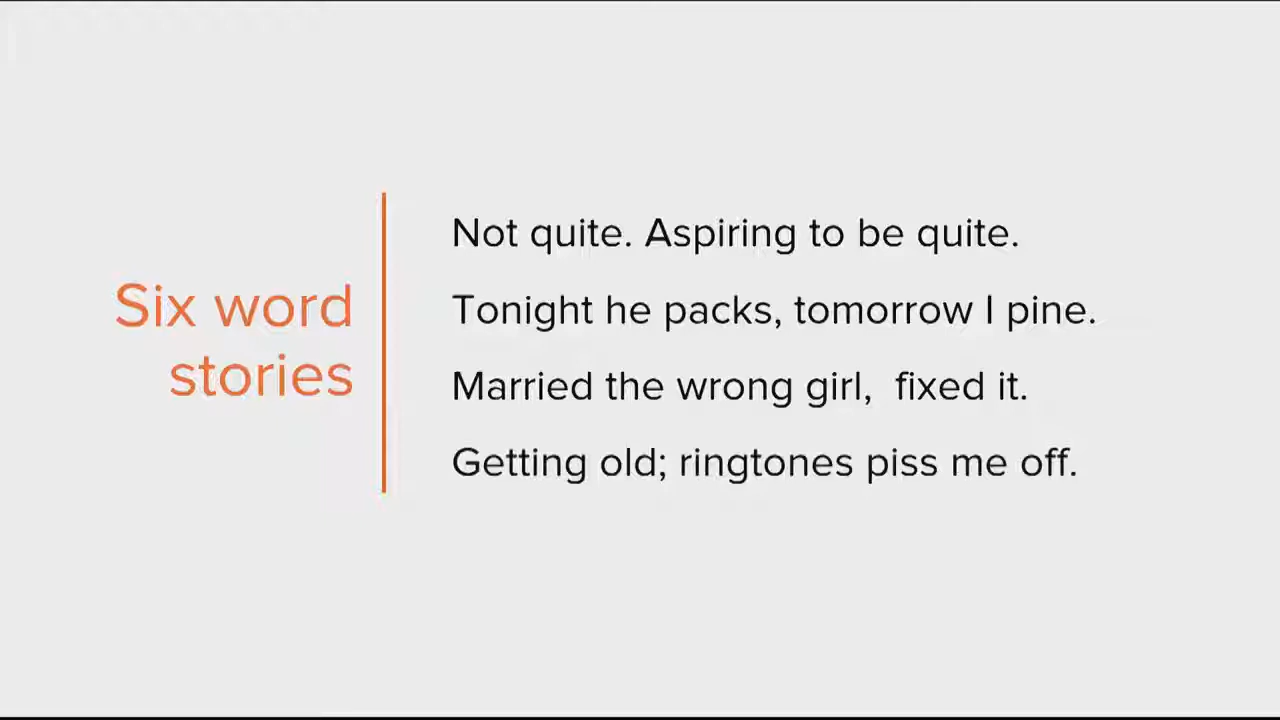 Six word
stories
Not quite. Aspiring to be quite.
Tonight he packs, tomorrow I pine.
Married the wrong girl,  fixed it.
Getting old; ringtones piss me off.